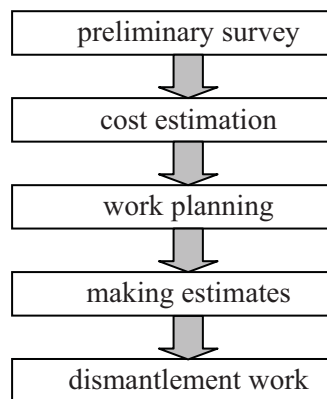 preliminary survey
cost estimation
work planning
making estimates
dismantlement work